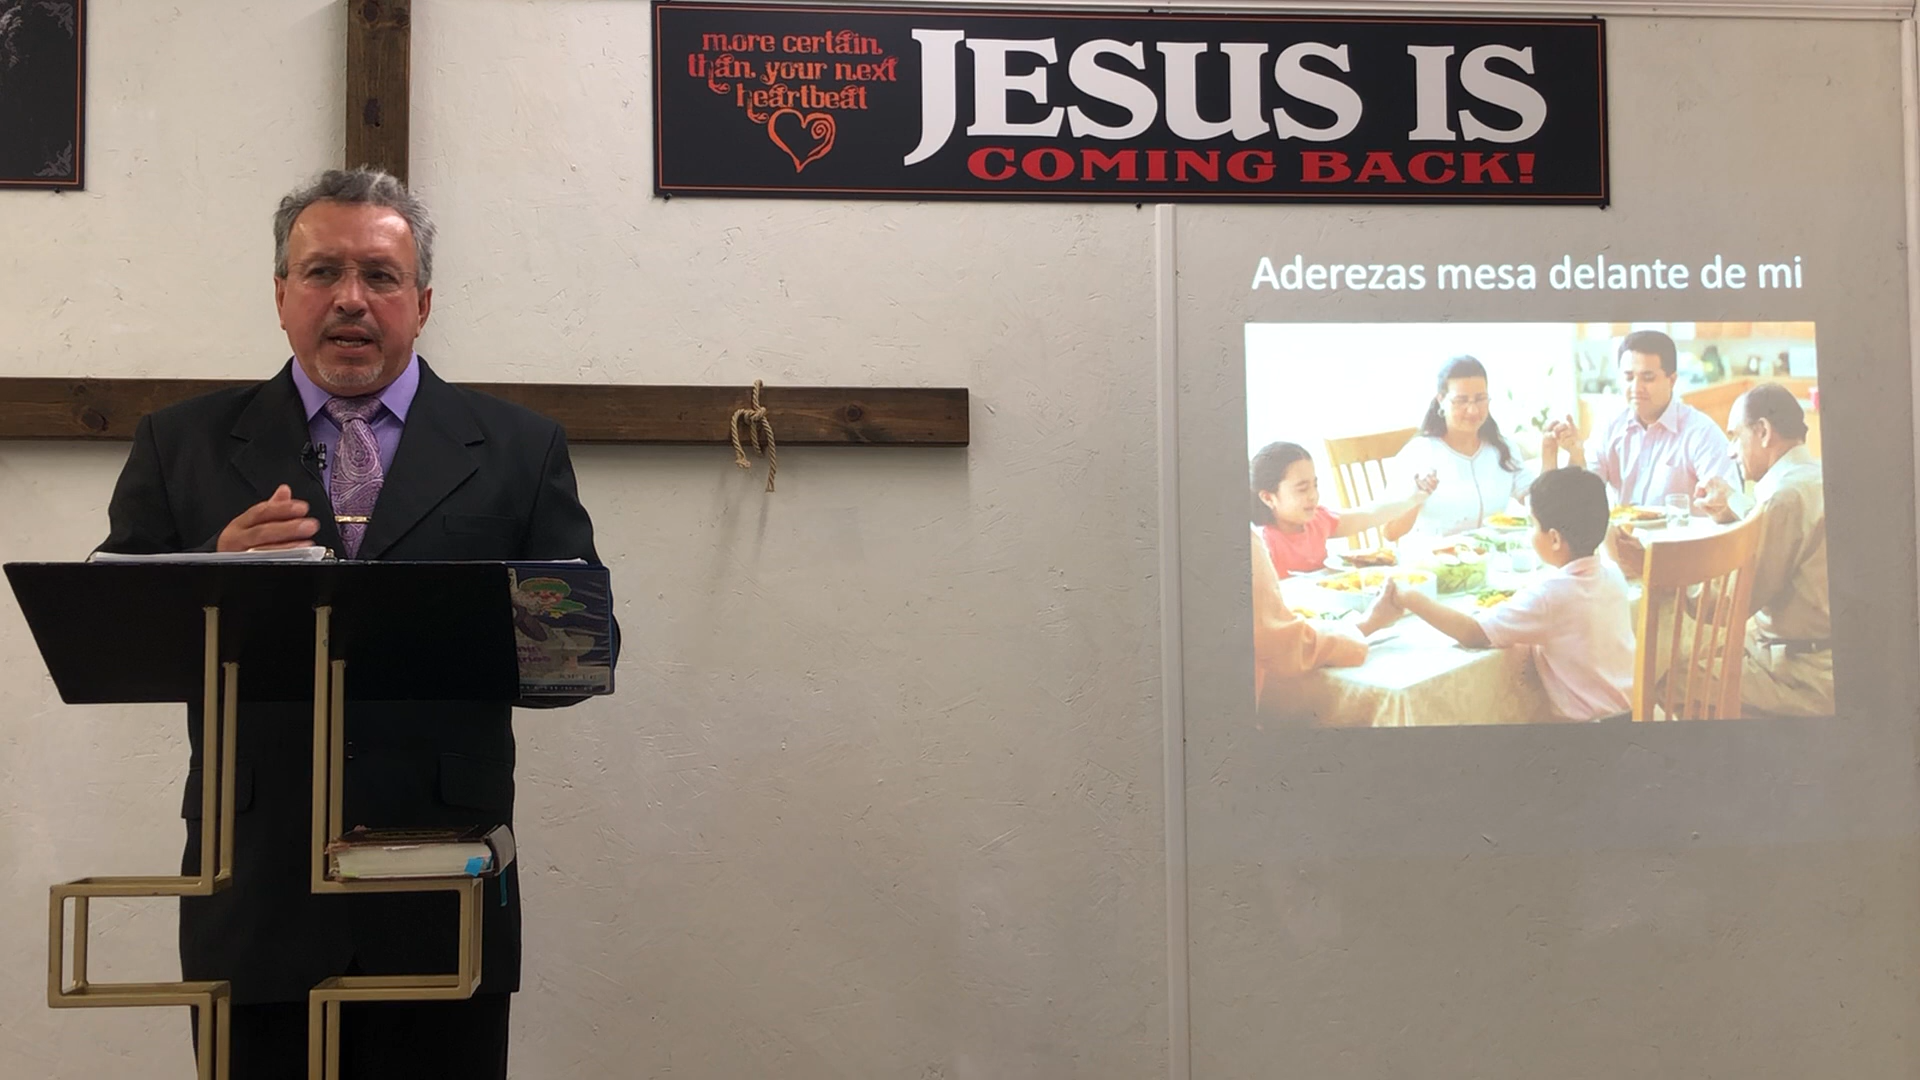 more certain
than your next
heartbeat
JESUS IS
COMING BACK!
Aderezas mesa delante de mi